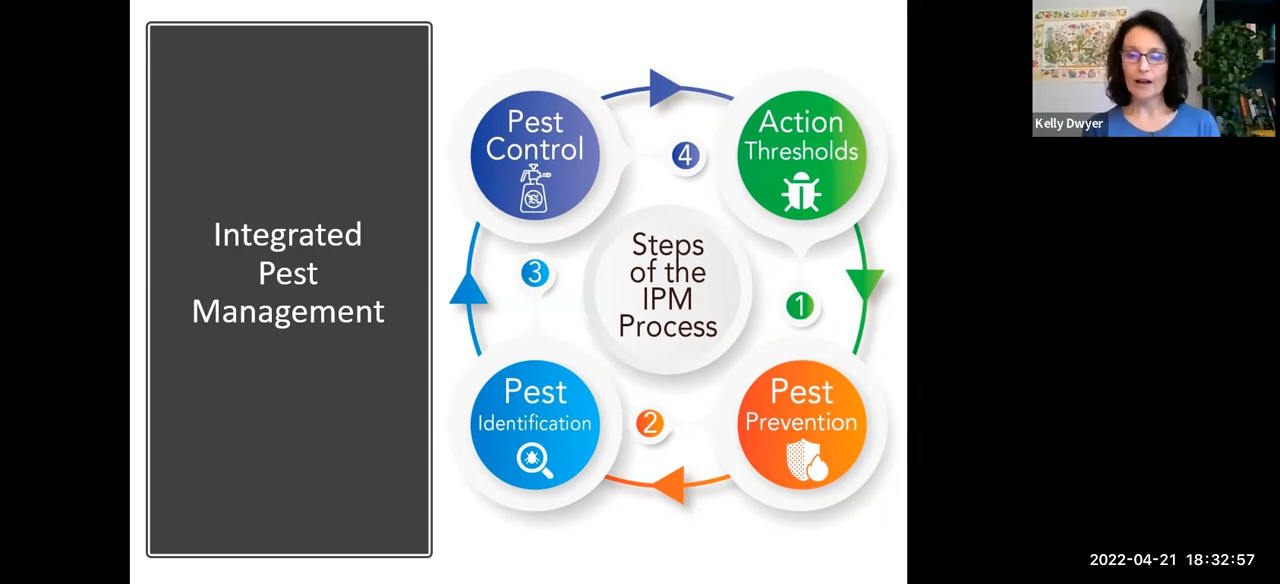 Integrated
Pest
Management
Pest
Control
4
Action
Thresholds
3
Steps
of the
IPM
Process
1
Pest
Identification
2
Pest
Prevention
Kelly Dwyer
2022-04-21 18:32:57